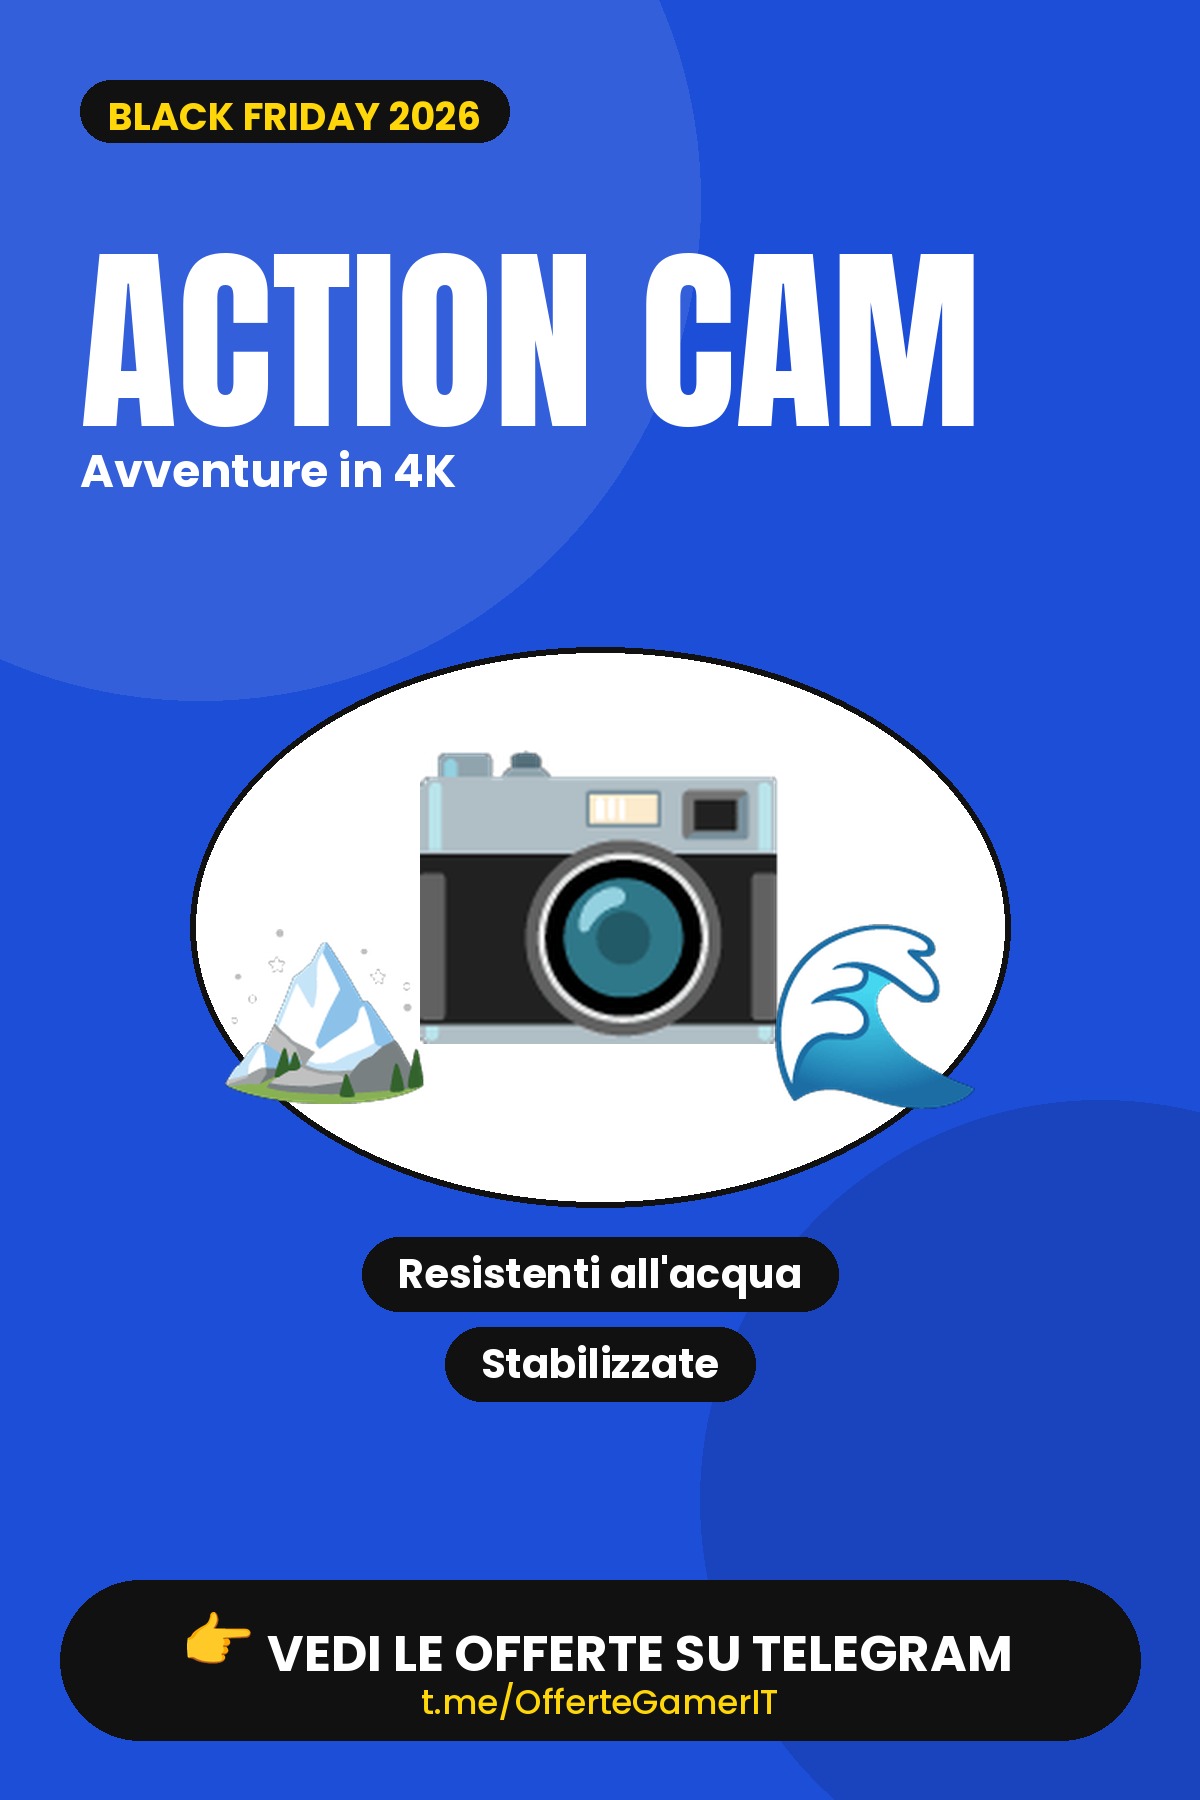 BLACK FRIDAY 2026
ACTION CAM
Avventure in 4K
Resistenti all'acqua
Stabilizzate
VEDI LE OFFERTE SU TELEGRAM
t.me/OfferteGamerIT